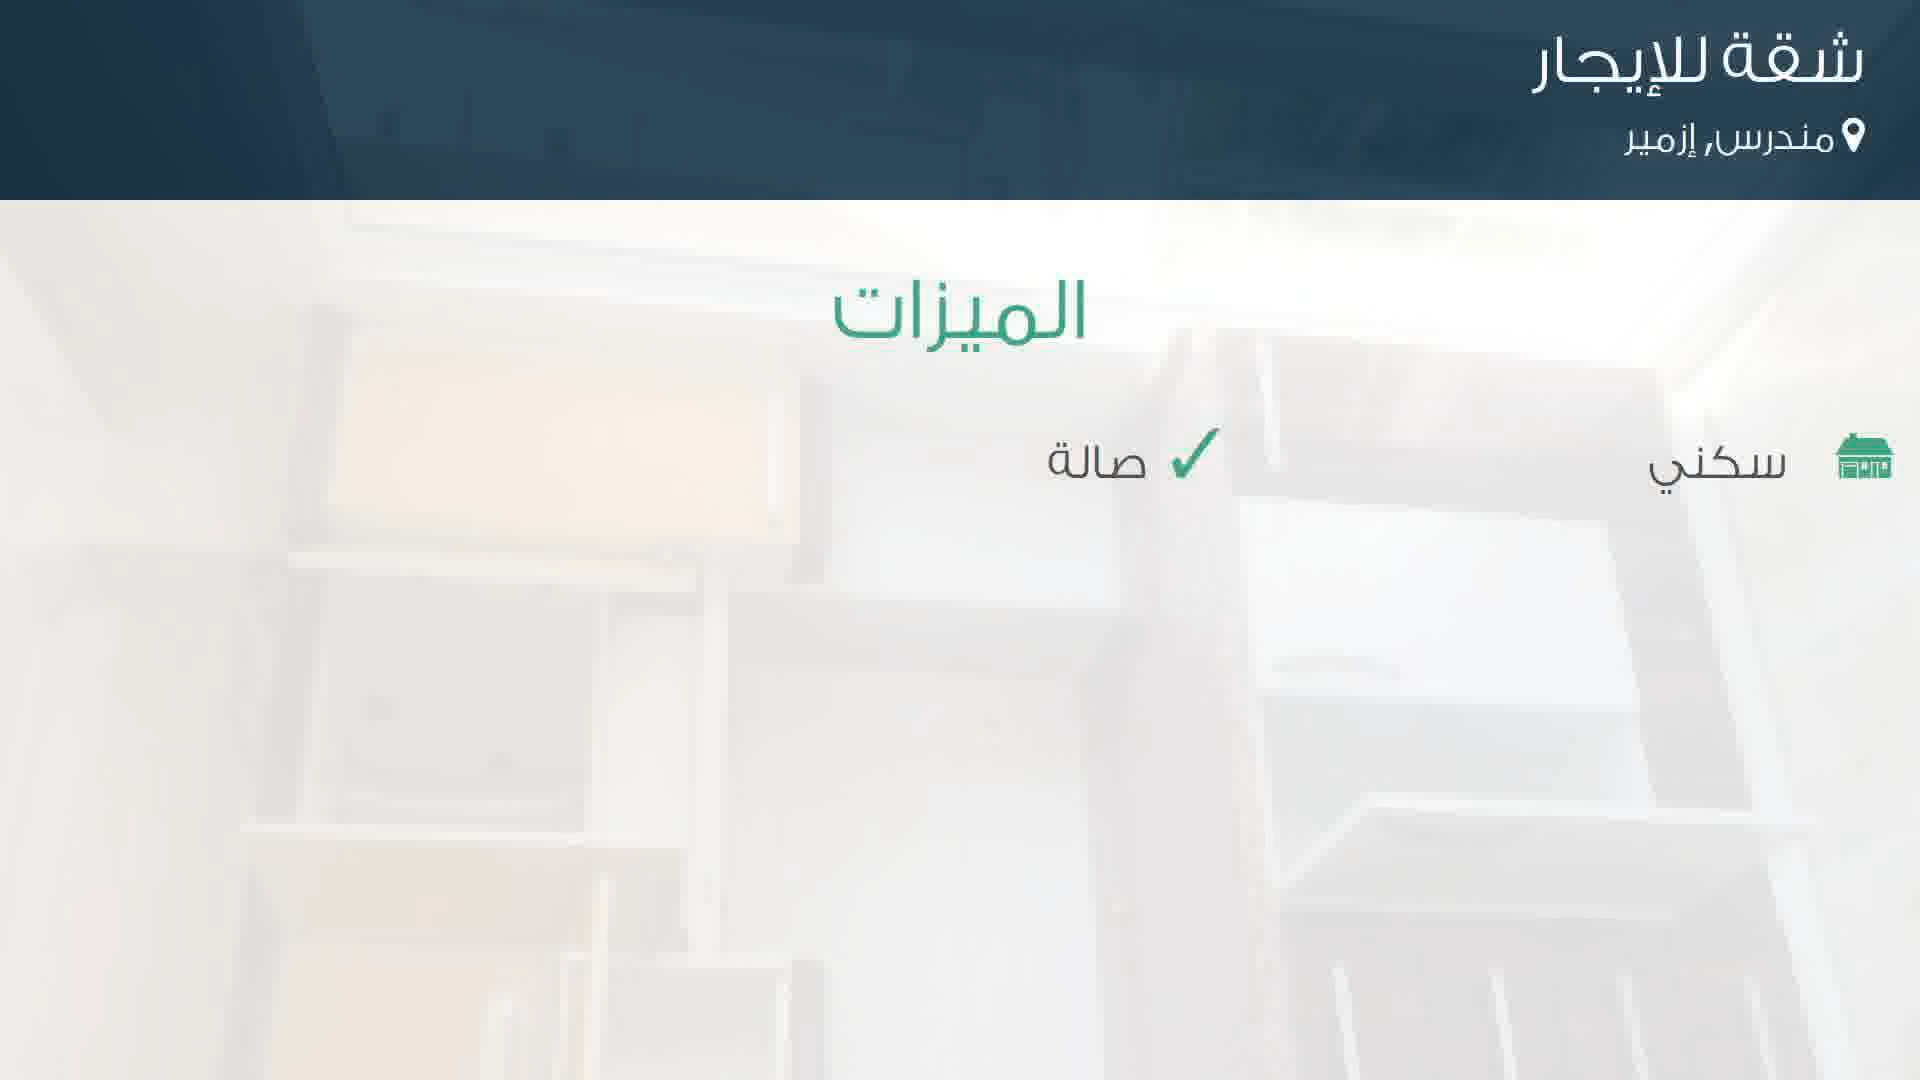 شقة للإيجار
مندرس, إزمير
الميزات
سكني
صالة